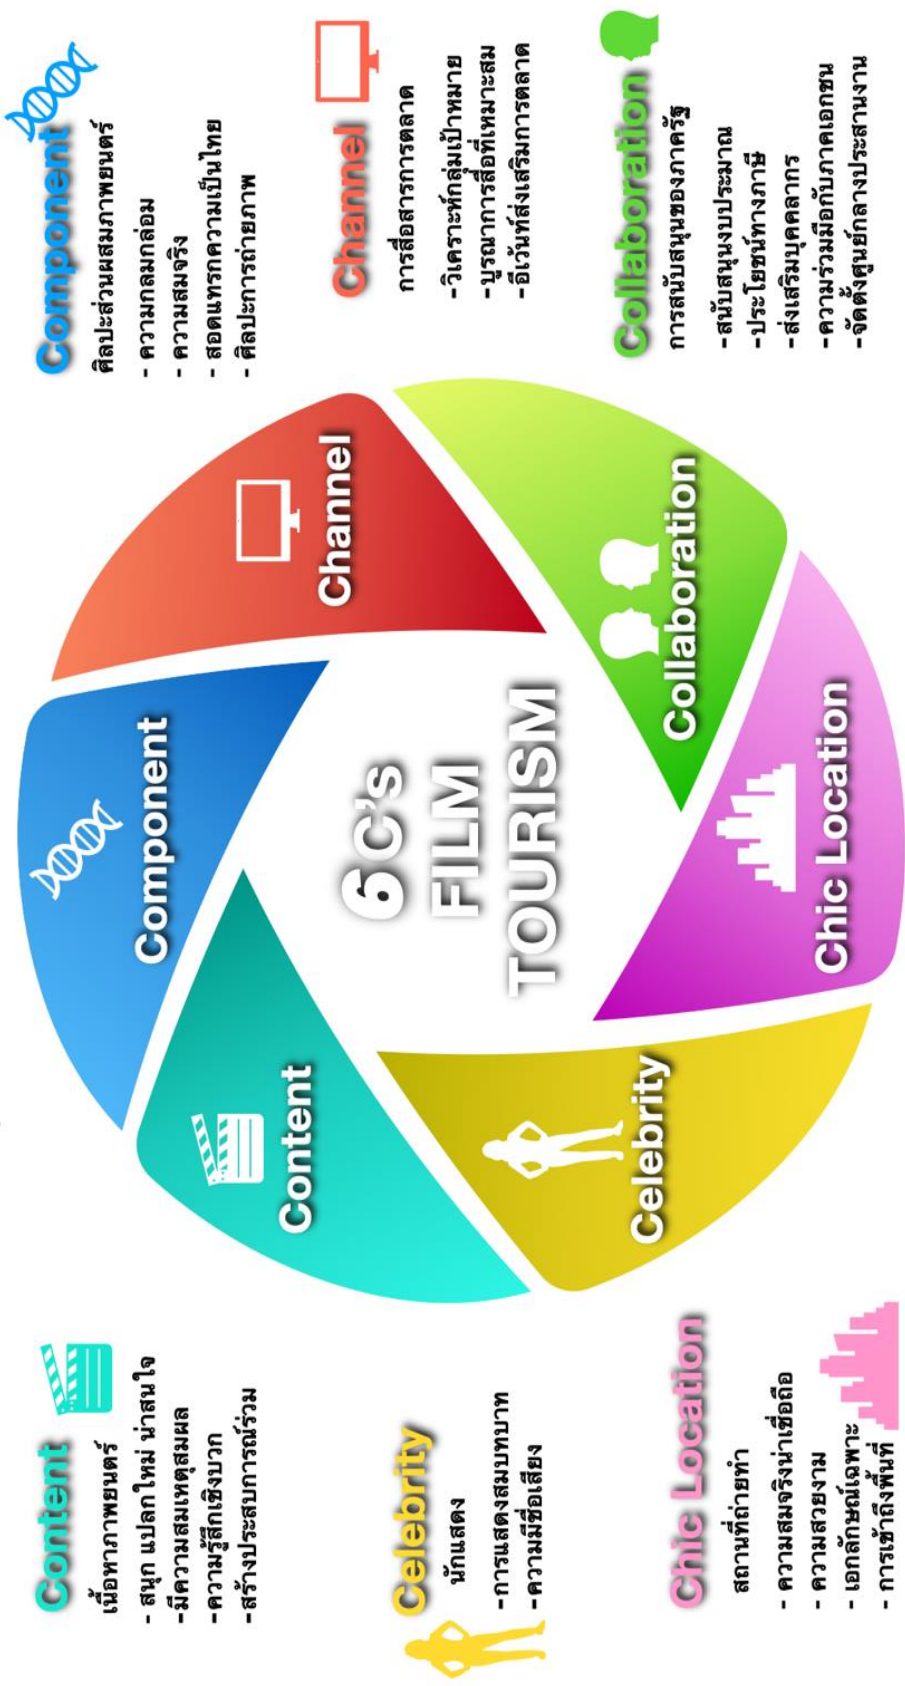 Content
เนื้อหาภาพยนตร์
- สนุก แปลกใหม่ น่าสนใจ
-มีความสมเหตุสมผล
-ความรู้สึกเชิงบวก
-สร้างประสบการณ์ร่วม
Celebrity
นักแสดง
-การแสดงสมบทบาท
-ความมีชื่อเสียง
Chic Location
สถานที่ถ่ายทำ
- ความสมจริงน่าเชื่อถือ
- ความสวยงาม
- เอกลักษณ์เฉพาะ
- การเข้าถึงพื้นที่
Component
Content
Channel
6C's
FILM
TOURISM
Celebrity
Collaboration
Chic Location
Component
ศิลปะส่วนผสมภาพยนตร์
- ความกลมกล่อม
- ความสมจริง
- สอดแทรกความเป็นไทย
- ศิลปะการถ่ายภาพ
Channel
การสื่อสารการตลาด
-วิเคราะห์กลุ่มเป้าหมาย
-บูรณาการสื่อที่เหมาะสม
-อีเว้นท์ส่งเสริมการตลาด
Collaboration
การสนับสนุนของภาครัฐ
-สนับสนุนงบประมาณ
-ประโยชน์ทางภาษี
-ส่งเสริมบุคคลากร
-ความร่วมมือกับภาคเอกชน
-จัดตั้งศูนย์กลางประสานงาน